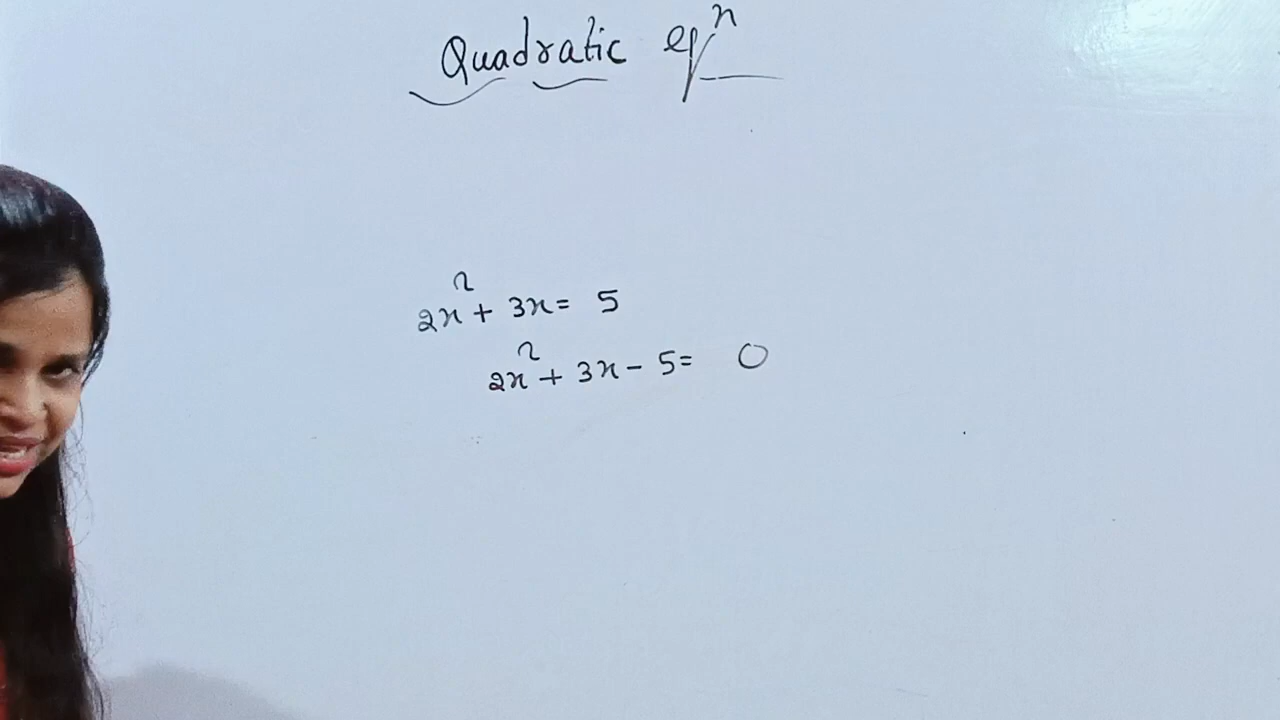 Quadratic eqⁿ
2x² + 3x = 5
2x² + 3x - 5 = 0